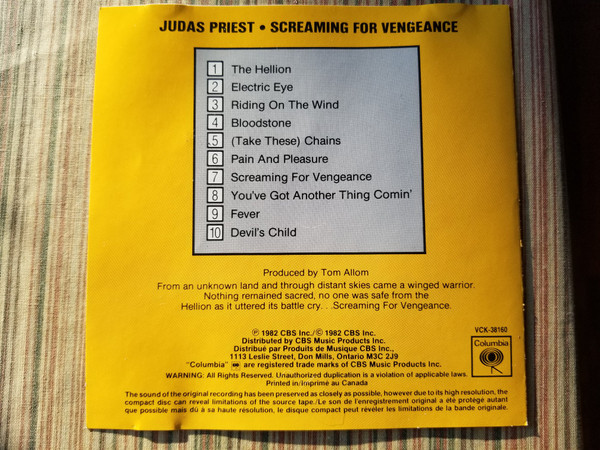 JUDAS PRIEST • SCREAMING FOR VENGEANCE
1 The Hellion
2 Electric Eye
3 Riding On The Wind
4 Bloodstone
5 (Take These) Chains
6 Pain And Pleasure
7 Screaming For Vengeance
8 You've Got Another Thing Comin'
9 Fever
10 Devil's Child
Produced by Tom Allom
From an unknown land and through distant skies came a winged warrior.
Nothing remained sacred, no one was safe from the
Hellion as it uttered its battle cry. . .Screaming For Vengeance.
℗ 1982 CBS Inc./© 1982 CBS Inc.
Distributed by CBS Music Products Inc.
Distribué par Produits de Musique CBS Inc.,
1113 Leslie Street, Don Mills, Ontario M3C 2J9
"Columbia" are trade marks of CBS Music Products Inc.
WARNING: All Rights Reserved. Unauthorized duplication is a violation of applicable laws.
Printed in/Imprimé au Canada
VCK-38160
Columbia
The sound of the original recording has been preserved as closely as possible, however due to its high resolution, the
compact disc can reveal limitations of the source tape./Le son de l'enregistrement original a été protégé autant
que possible mais dû à sa haute résolution, le disque compact peut révéler les limitations de la bande originale.